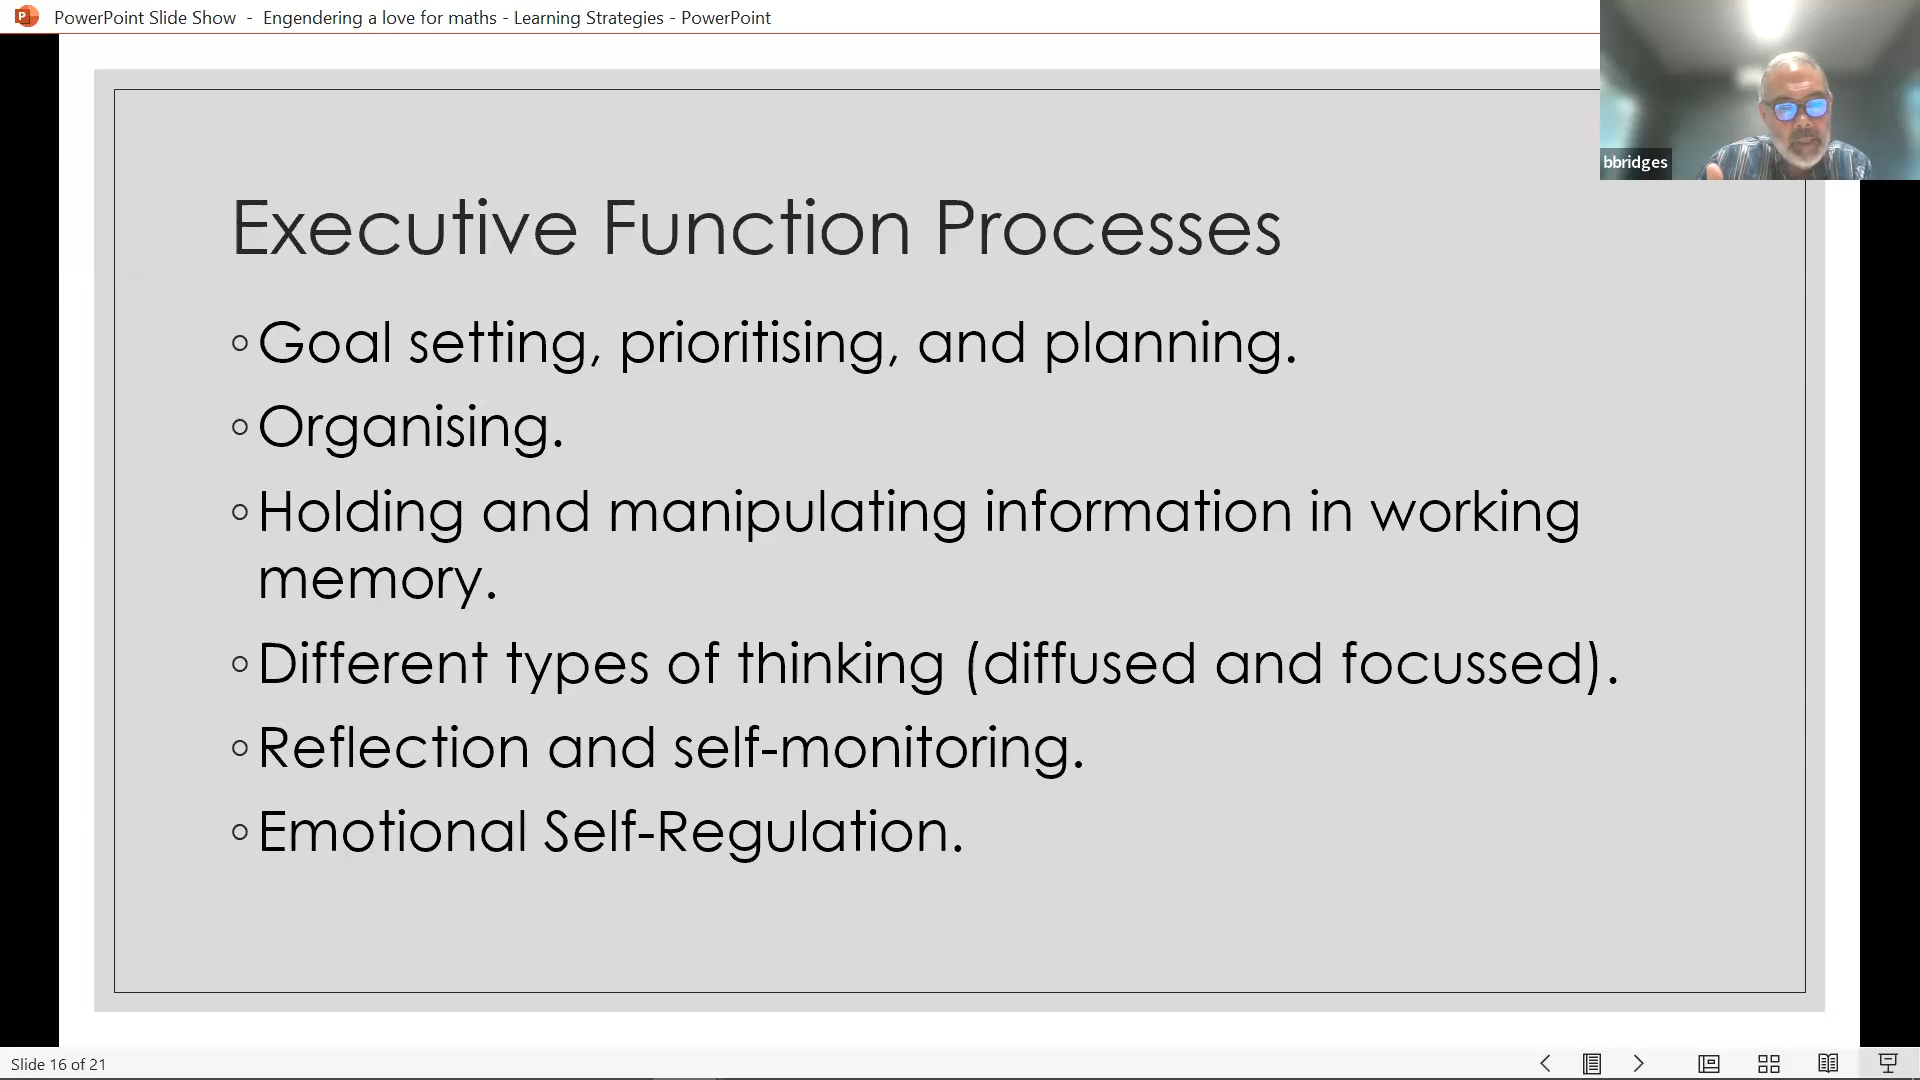 PowerPoint Slide Show - Engendering a love for maths - Learning Strategies - PowerPoint
bbridges
Executive Function Processes
◦Goal setting, prioritising, and planning.
◦Organising.
◦Holding and manipulating information in working
memory.
◦Different types of thinking (diffused and focussed).
◦Reflection and self-monitoring.
◦Emotional Self-Regulation.
Slide 16 of 21